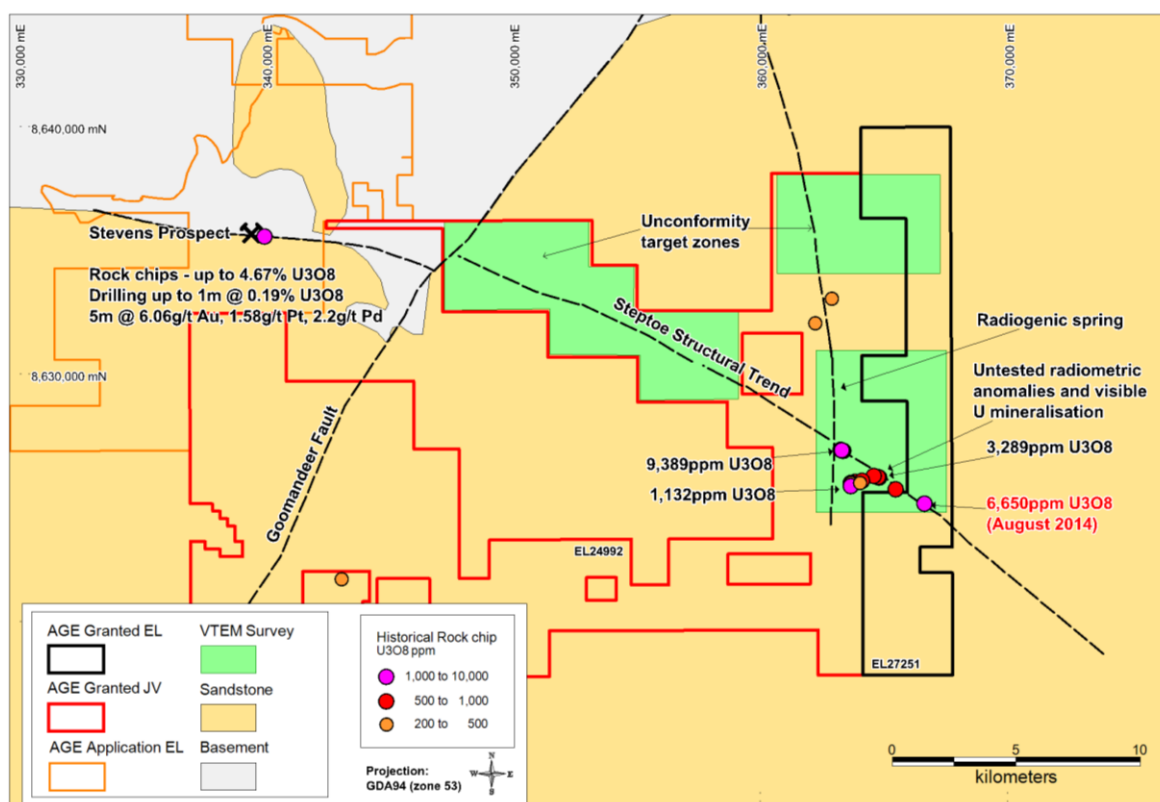 330,000 mE
340,000 mE
350,000 mE
360,000 mE
370,000 mE
8,640,000 mN
8,630,000 mN
Stevens Prospect
Rock chips - up to 4.67% U3O8
Drilling up to 1m @ 0.19% U3O8
5m @ 6.06g/t Au, 1.58g/t Pt, 2.2g/t Pd
Unconformity
target zones
Steptoe Structural Trend
Goomandeer Fault
Radiogenic spring
Untested radiometric
anomalies and visible
U mineralisation
3,289ppm U3O8
9,389ppm U3O8
1,132ppm U3O8
6,650ppm U3O8
(August 2014)
EL24992
EL27251
AGE Granted EL
VTEM Survey
AGE Granted JV
Sandstone
AGE Application EL
Basement
Historical Rock chip
U3O8 ppm
1,000 to 10,000
500 to 1,000
200 to 500
Projection:
GDA94 (zone 53)
N
W E
S
0 5 10
kilometers